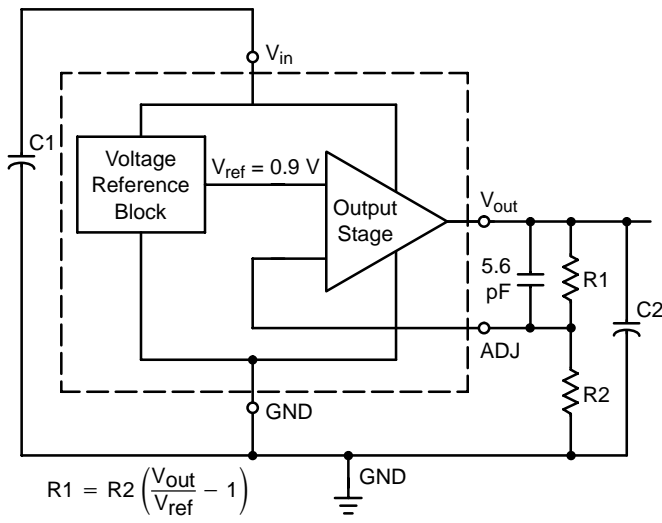 V_in
C1
Voltage
Reference
Block
V_ref = 0.9 V
Output
Stage
V_out
5.6
pF
R1
C2
ADJ
R2
GND
GND
R1 = R2 (V_out/V_ref − 1)